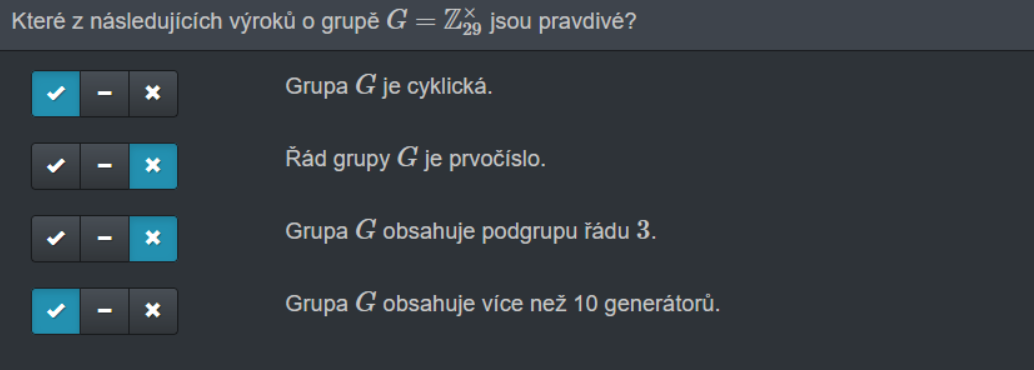 Které z následujících výroků o grupě $G = \mathbb{Z}_{29}^{\times}$ jsou pravdivé?
Grupa $G$ je cyklická.
Řád grupy $G$ je prvočíslo.
Grupa $G$ obsahuje podgrupu řádu 3.
Grupa $G$ obsahuje více než 10 generátorů.